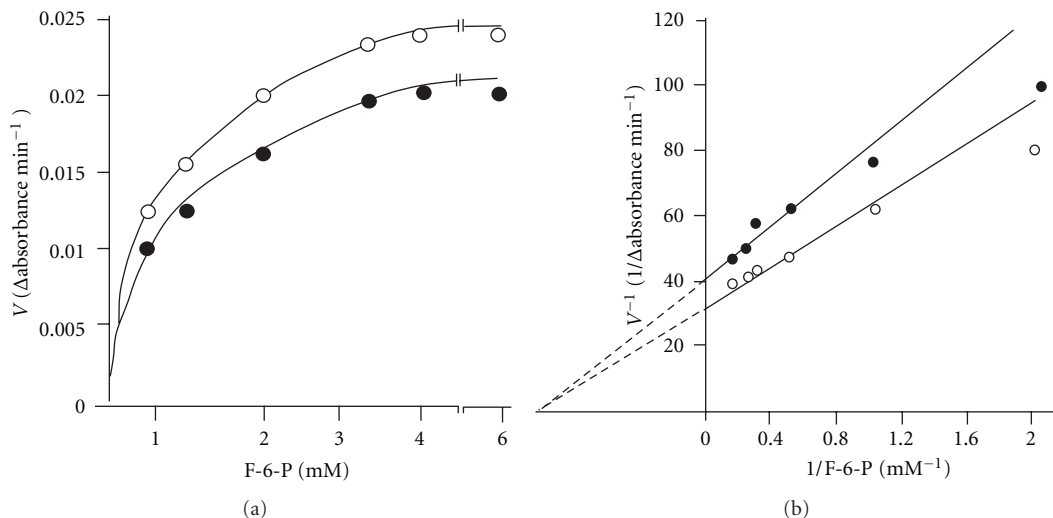 0.025
0.02
0.015
0.01
0.005
0
V (Δabsorbance min⁻¹)
1 2 3 4 6
F-6-P (mM)
(a)
120
100
80
60
40
20
V⁻¹ (1/Δabsorbance min⁻¹)
0 0.4 0.8 1.2 1.6 2
1/F-6-P (mM⁻¹)
(b)